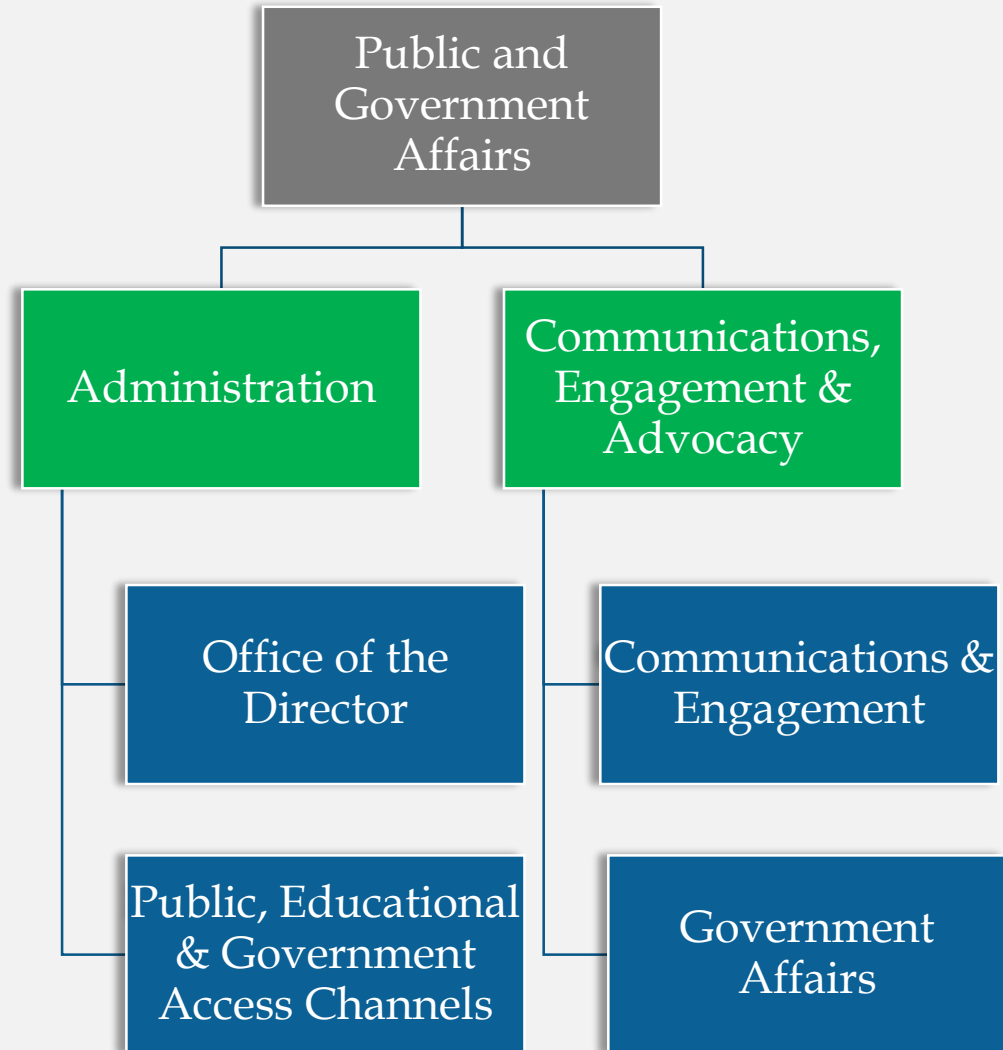 Public and
Government
Affairs
Administration
Communications,
Engagement &
Advocacy
Office of the
Director
Communications &
Engagement
Public, Educational
& Government
Access Channels
Government
Affairs